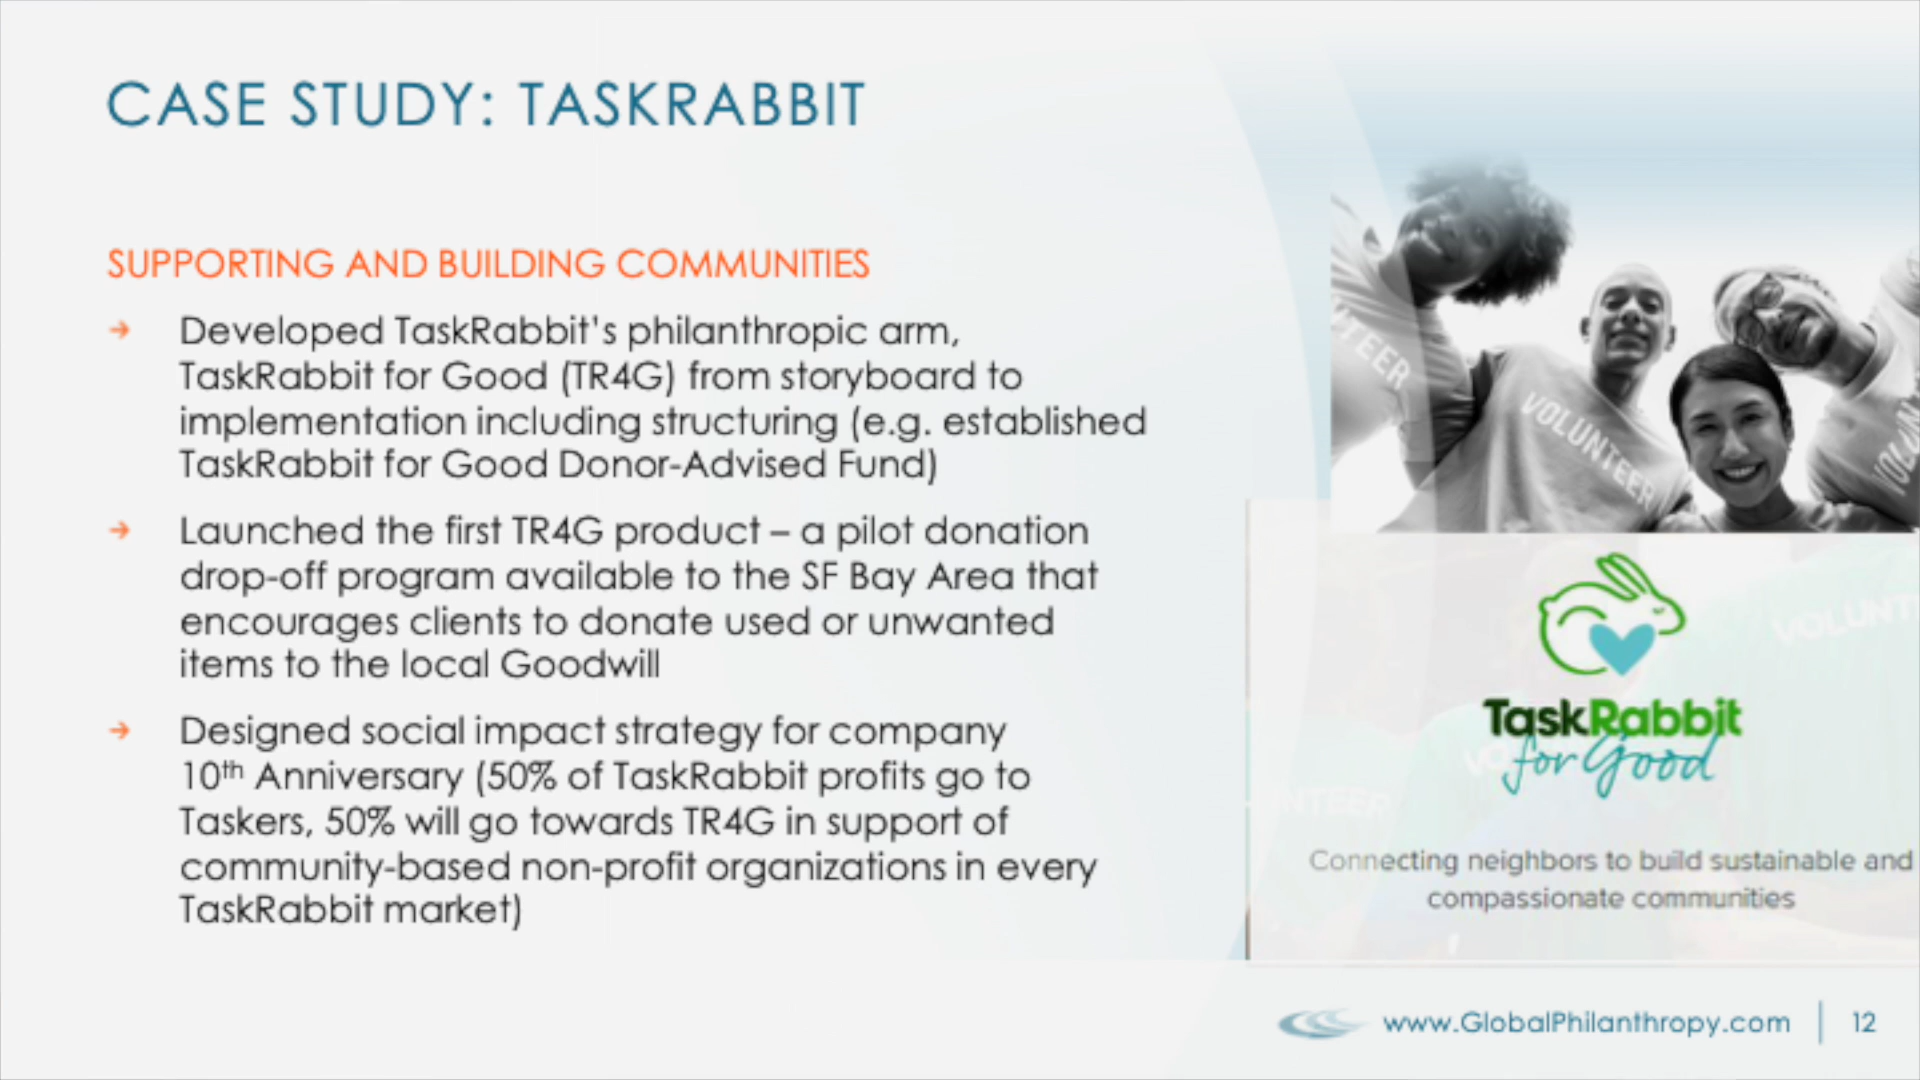 CASE STUDY: TASKRABBIT
SUPPORTING AND BUILDING COMMUNITIES
→ Developed TaskRabbit's philanthropic arm,
TaskRabbit for Good (TR4G) from storyboard to
implementation including structuring (e.g. established
TaskRabbit for Good Donor-Advised Fund)
→ Launched the first TR4G product – a pilot donation
drop-off program available to the SF Bay Area that
encourages clients to donate used or unwanted
items to the local Goodwill
→ Designed social impact strategy for company
10th Anniversary (50% of TaskRabbit profits go to
Taskers, 50% will go towards TR4G in support of
community-based non-profit organizations in every
TaskRabbit market)
NTEER
VOLUNTEER
VOLUN
VOLUNT
TaskRabbit
for Good
VO
NTEER
Connecting neighbors to build sustainable and
compassionate communities
www.GlobalPhilanthropy.com | 12